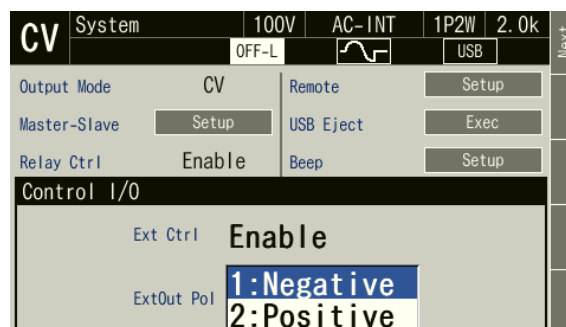 CV System 100V AC-INT 1P2W 2.0k
OFF-L USB
Next
Output Mode CV Remote Setup
Master-Slave Setup USB Eject Exec
Relay Ctrl Enable Beep Setup
Control I/O
Ext Ctrl Enable
ExtOut Pol 1:Negative
2:Positive